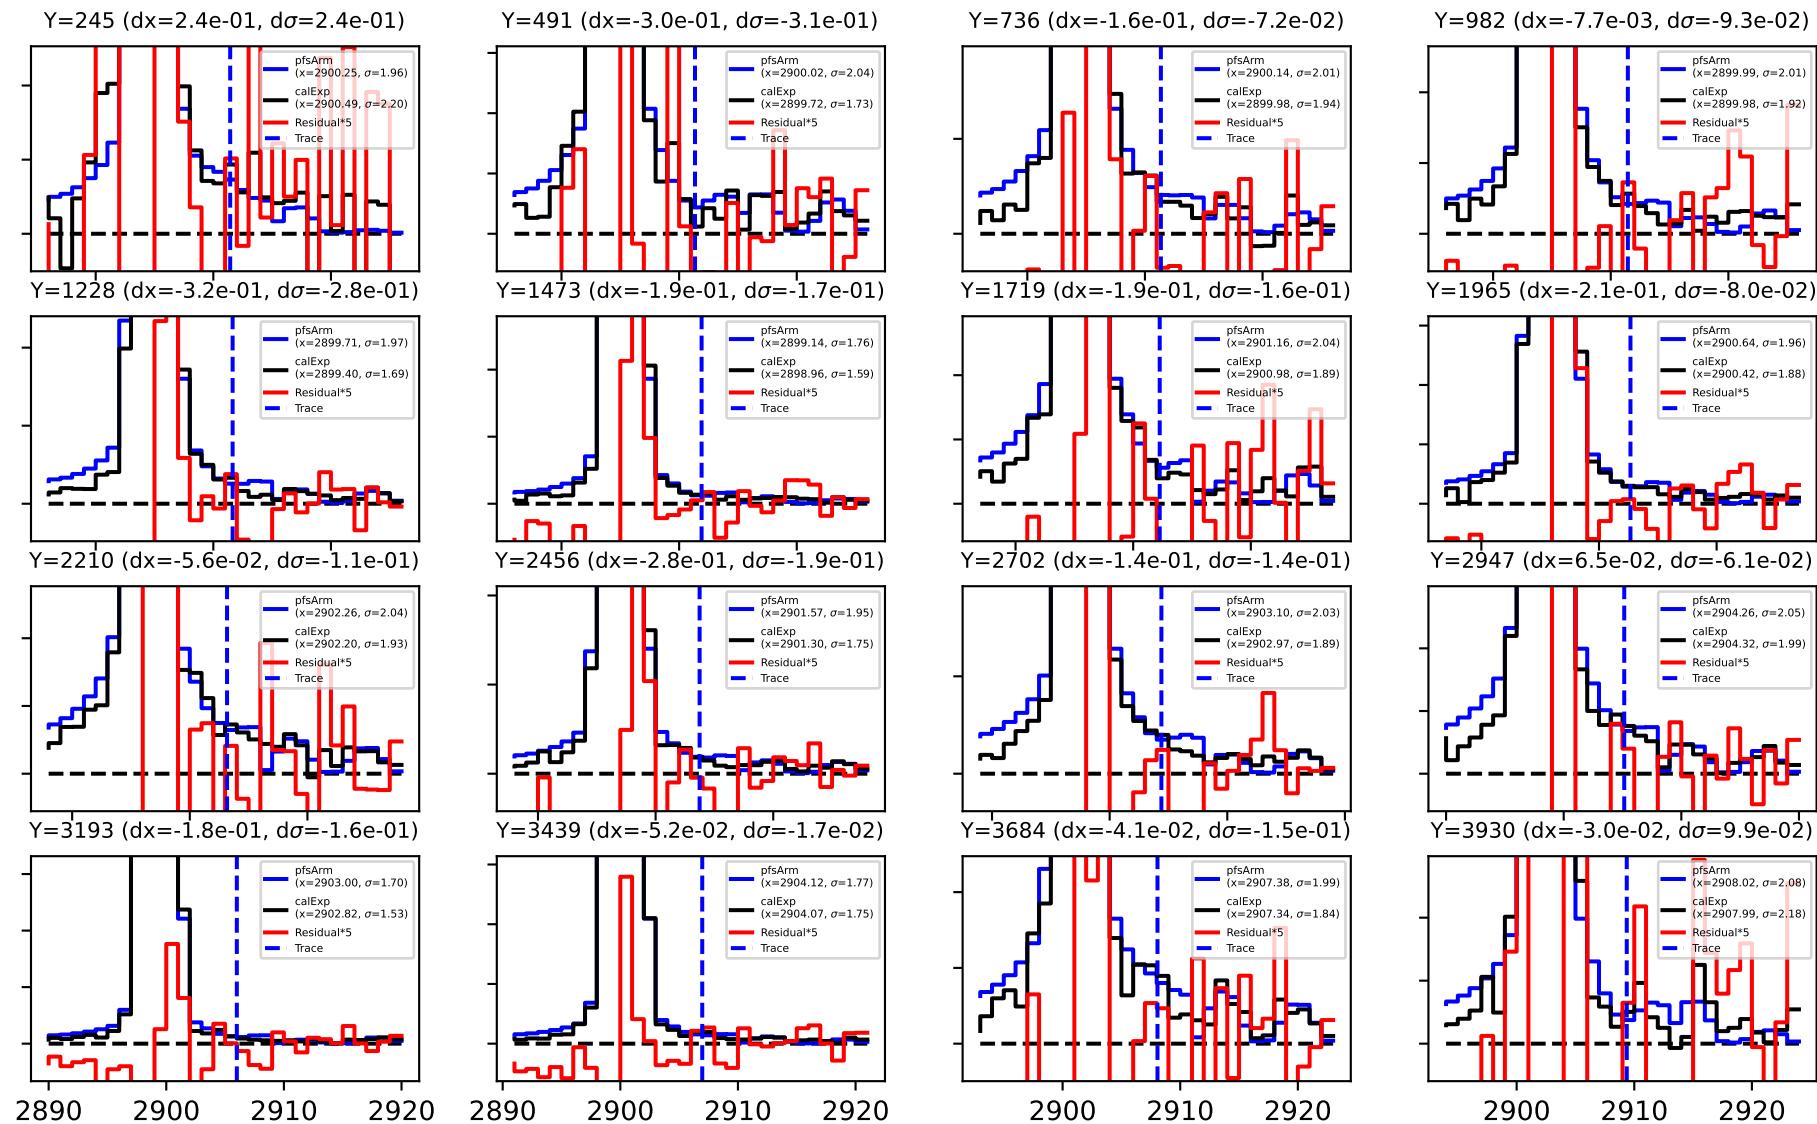 Y=245 (dx=2.4e-01, dσ=2.4e-01)
pfsArm
(x=2900.25, σ=1.96)
calExp
(x=2900.49, σ=2.20)
Residual*5
Trace
Y=491 (dx=-3.0e-01, dσ=-3.1e-01)
pfsArm
(x=2900.02, σ=2.04)
calExp
(x=2899.72, σ=1.73)
Residual*5
Trace
Y=736 (dx=-1.6e-01, dσ=-7.2e-02)
pfsArm
(x=2900.14, σ=2.01)
calExp
(x=2899.98, σ=1.94)
Residual*5
Trace
Y=982 (dx=-7.7e-03, dσ=-9.3e-02)
pfsArm
(x=2899.99, σ=2.01)
calExp
(x=2899.98, σ=1.92)
Residual*5
Trace
Y=1228 (dx=-3.2e-01, dσ=-2.8e-01)
pfsArm
(x=2899.71, σ=1.97)
calExp
(x=2899.40, σ=1.69)
Residual*5
Trace
Y=1473 (dx=-1.9e-01, dσ=-1.7e-01)
pfsArm
(x=2899.14, σ=1.76)
calExp
(x=2898.96, σ=1.59)
Residual*5
Trace
Y=1719 (dx=-1.9e-01, dσ=-1.6e-01)
pfsArm
(x=2901.16, σ=2.04)
calExp
(x=2900.98, σ=1.89)
Residual*5
Trace
Y=1965 (dx=-2.1e-01, dσ=-8.0e-02)
pfsArm
(x=2900.64, σ=1.96)
calExp
(x=2900.42, σ=1.88)
Residual*5
Trace
Y=2210 (dx=-5.6e-02, dσ=-1.1e-01)
pfsArm
(x=2902.26, σ=2.04)
calExp
(x=2902.20, σ=1.93)
Residual*5
Trace
Y=2456 (dx=-2.8e-01, dσ=-1.9e-01)
pfsArm
(x=2901.57, σ=1.95)
calExp
(x=2901.30, σ=1.75)
Residual*5
Trace
Y=2702 (dx=-1.4e-01, dσ=-1.4e-01)
pfsArm
(x=2903.10, σ=2.03)
calExp
(x=2902.97, σ=1.89)
Residual*5
Trace
Y=2947 (dx=6.5e-02, dσ=-6.1e-02)
pfsArm
(x=2904.26, σ=2.05)
calExp
(x=2904.32, σ=1.99)
Residual*5
Trace
Y=3193 (dx=-1.8e-01, dσ=-1.6e-01)
pfsArm
(x=2903.00, σ=1.70)
calExp
(x=2902.82, σ=1.53)
Residual*5
Trace
2890 2900 2910 2920
Y=3439 (dx=-5.2e-02, dσ=-1.7e-02)
pfsArm
(x=2904.12, σ=1.77)
calExp
(x=2904.07, σ=1.75)
Residual*5
Trace
2890 2900 2910 2920
Y=3684 (dx=-4.1e-02, dσ=-1.5e-01)
pfsArm
(x=2907.38, σ=1.99)
calExp
(x=2907.34, σ=1.84)
Residual*5
Trace
2900 2910 2920
Y=3930 (dx=-3.0e-02, dσ=9.9e-02)
pfsArm
(x=2908.02, σ=2.08)
calExp
(x=2907.99, σ=2.18)
Residual*5
Trace
2900 2910 2920